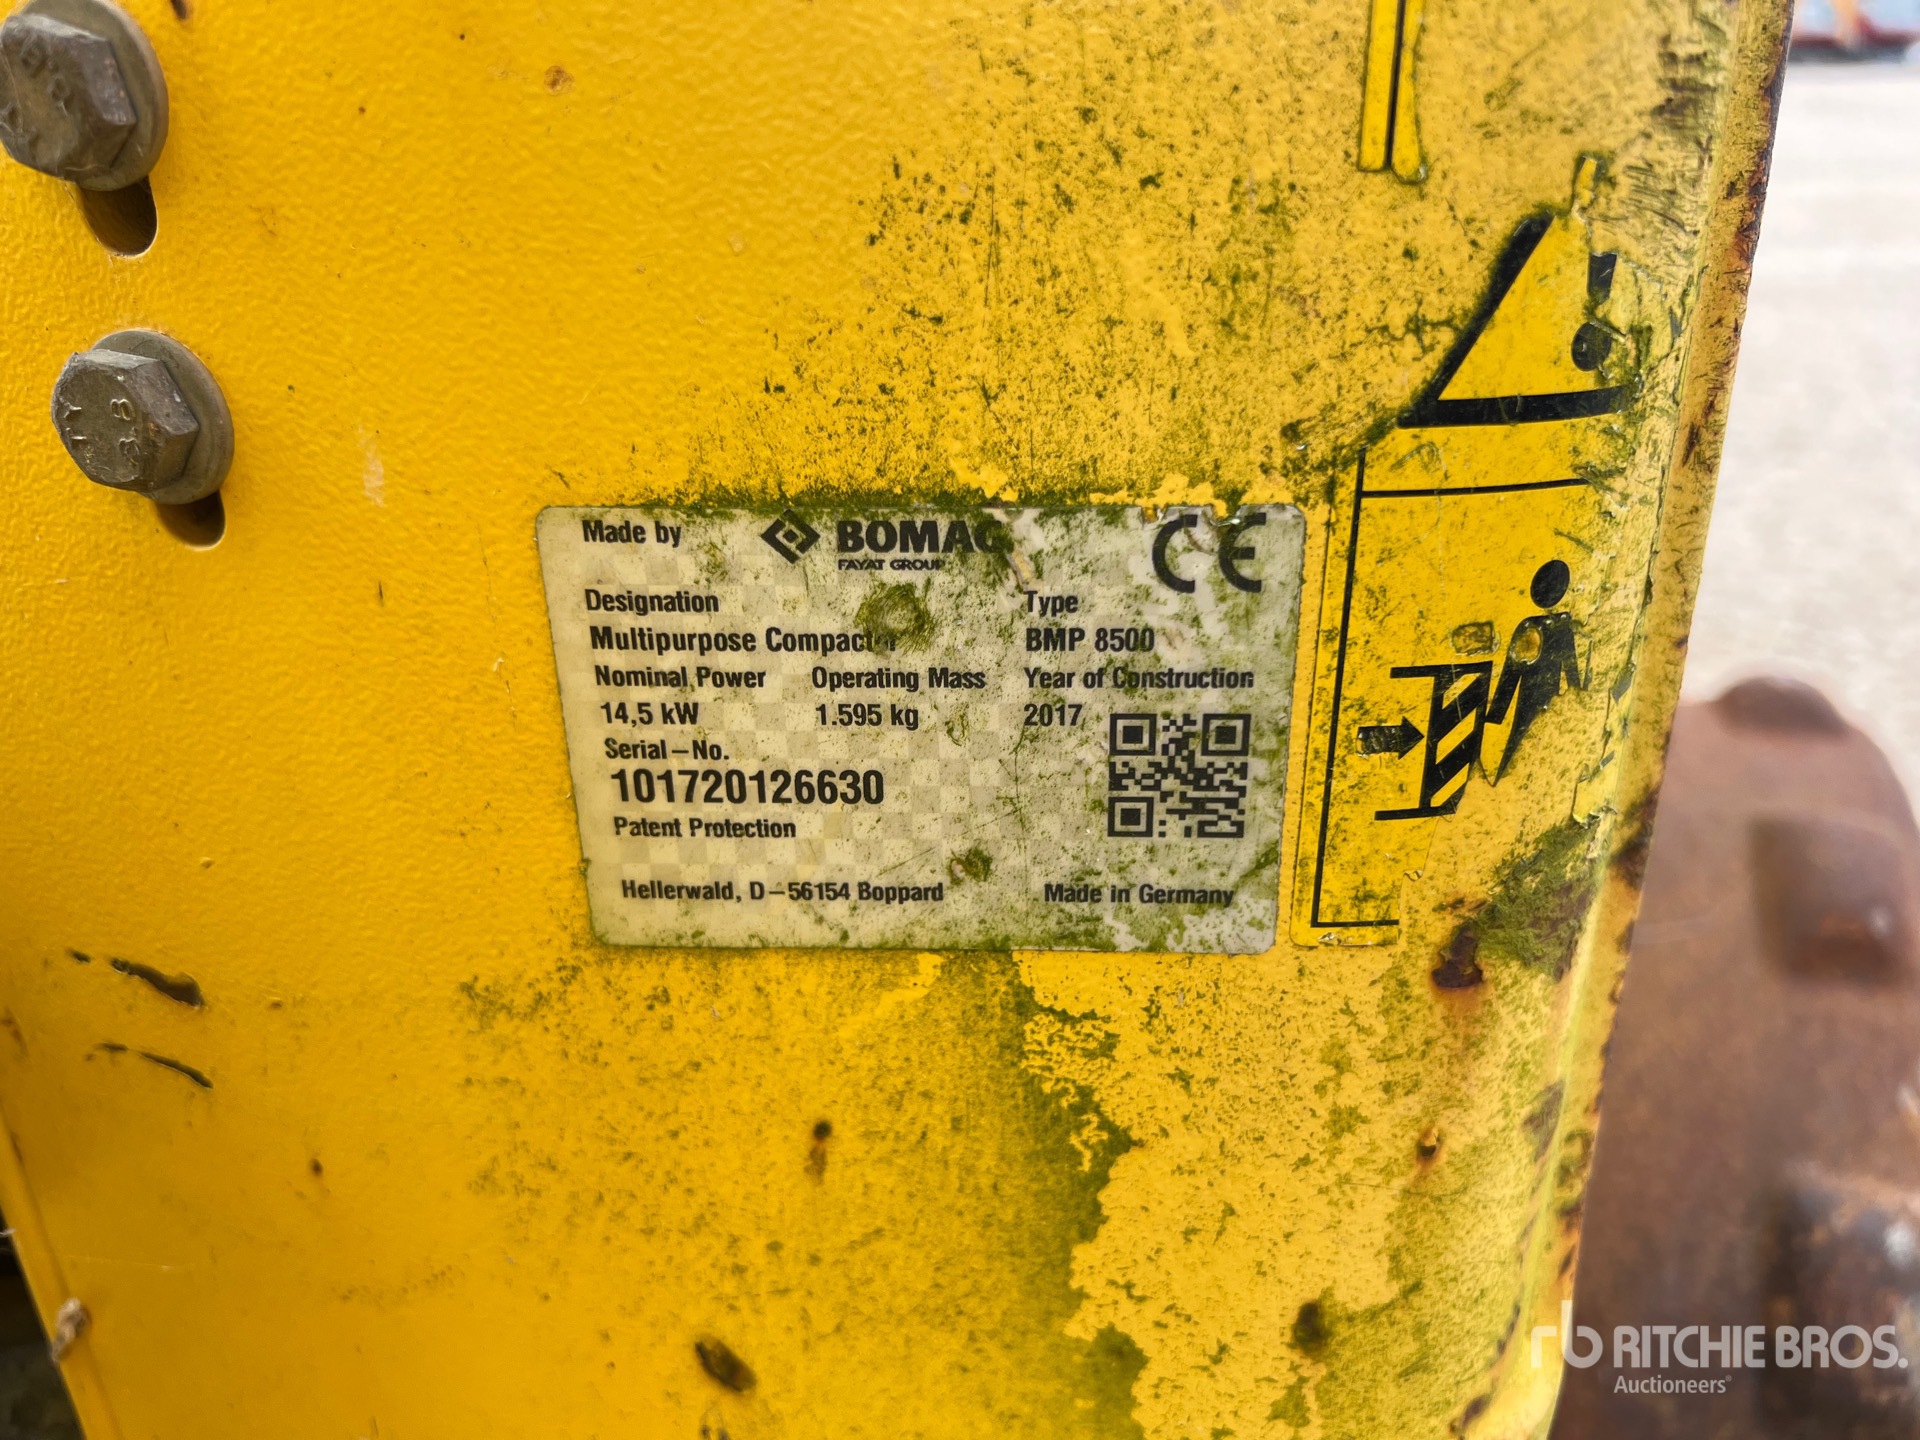 Made by BOMAG CE
FAYAT GROUP
Designation Type
Multipurpose Compactor BMP 8500
Nominal Power Operating Mass Year of Construction
14,5 kW 1.595 kg 2017
Serial-No.
101720126630
Patent Protection
Hellerwald, D-56154 Boppard Made in Germany
8 8
rb RITCHIE BROS.
Auctioneers